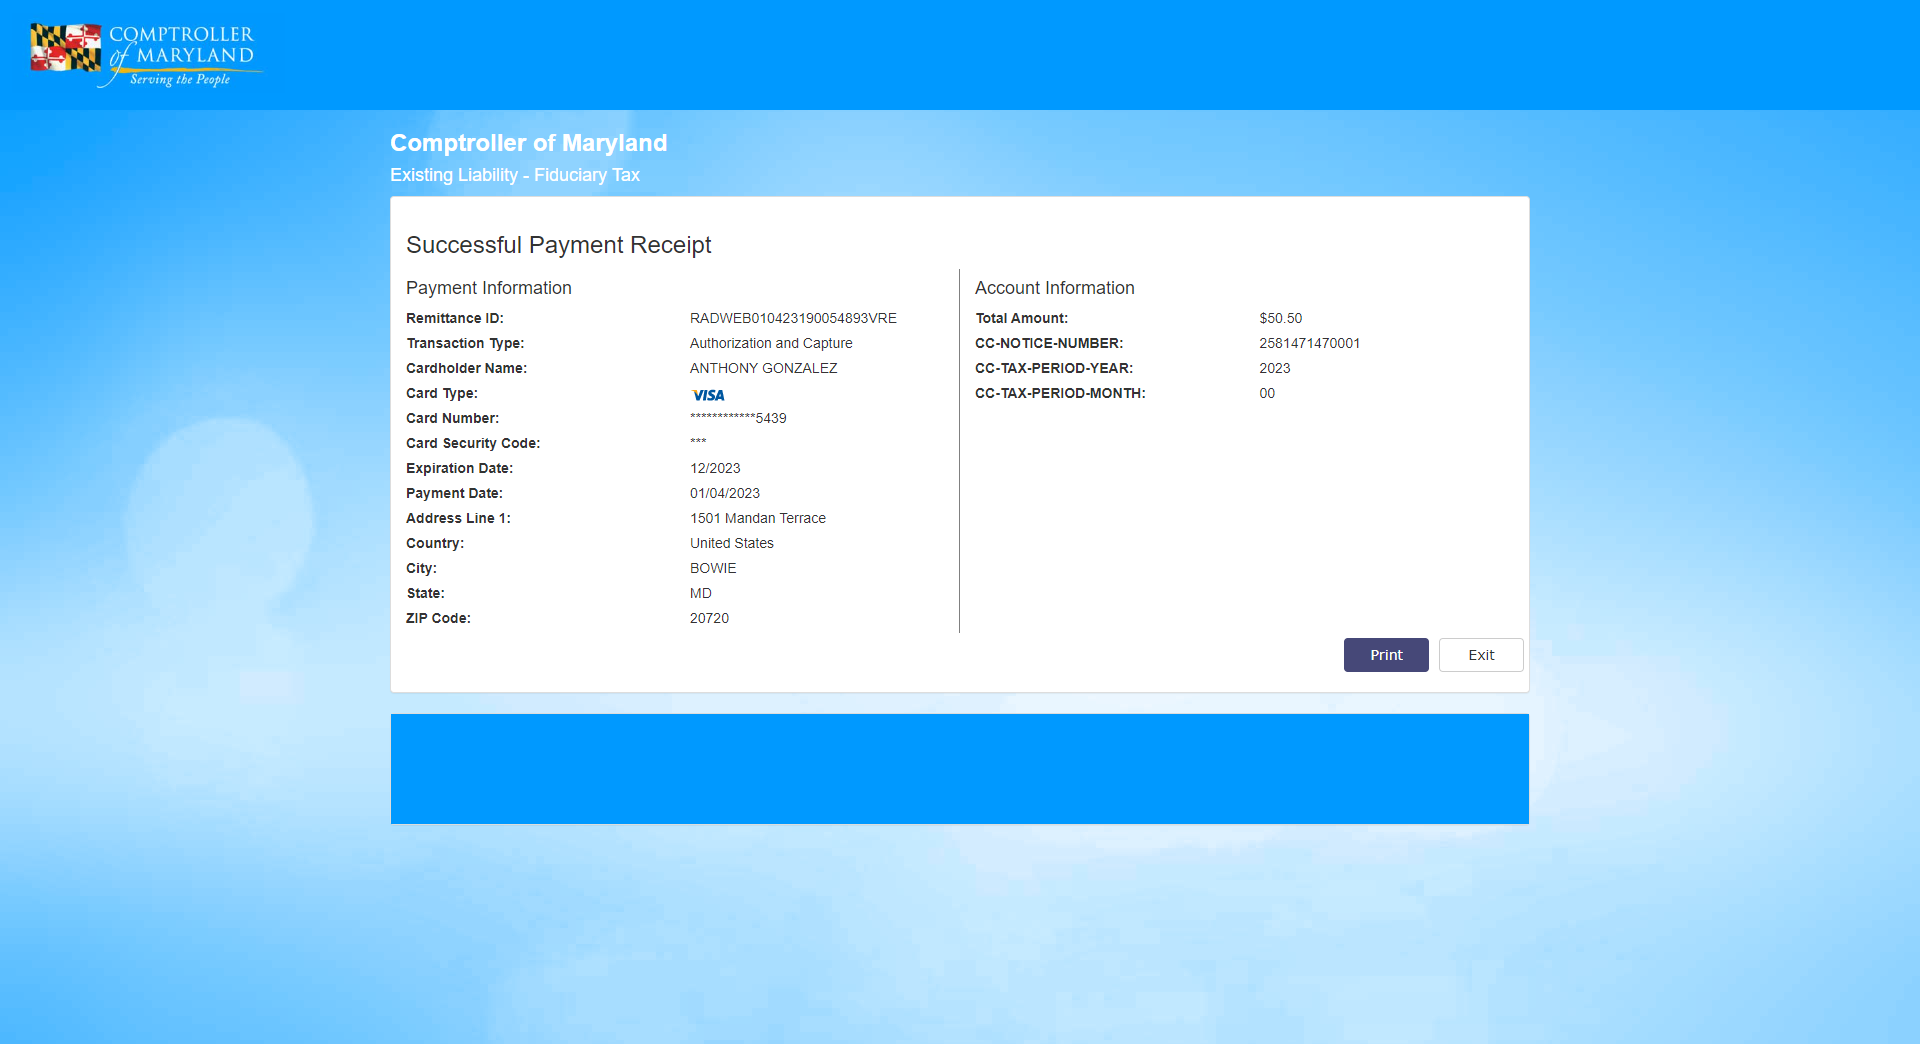 COMPTROLLER
of MARYLAND
Serving the People
Comptroller of Maryland
Existing Liability - Fiduciary Tax
Successful Payment Receipt
Payment Information
Remittance ID: RADWEB010423190054893VRE
Transaction Type: Authorization and Capture
Cardholder Name: ANTHONY GONZALEZ
Card Type: VISA
Card Number: ************5439
Card Security Code: ***
Expiration Date: 12/2023
Payment Date: 01/04/2023
Address Line 1: 1501 Mandan Terrace
Country: United States
City: BOWIE
State: MD
ZIP Code: 20720
Account Information
Total Amount: $50.50
CC-NOTICE-NUMBER: 2581471470001
CC-TAX-PERIOD-YEAR: 2023
CC-TAX-PERIOD-MONTH: 00
Print Exit